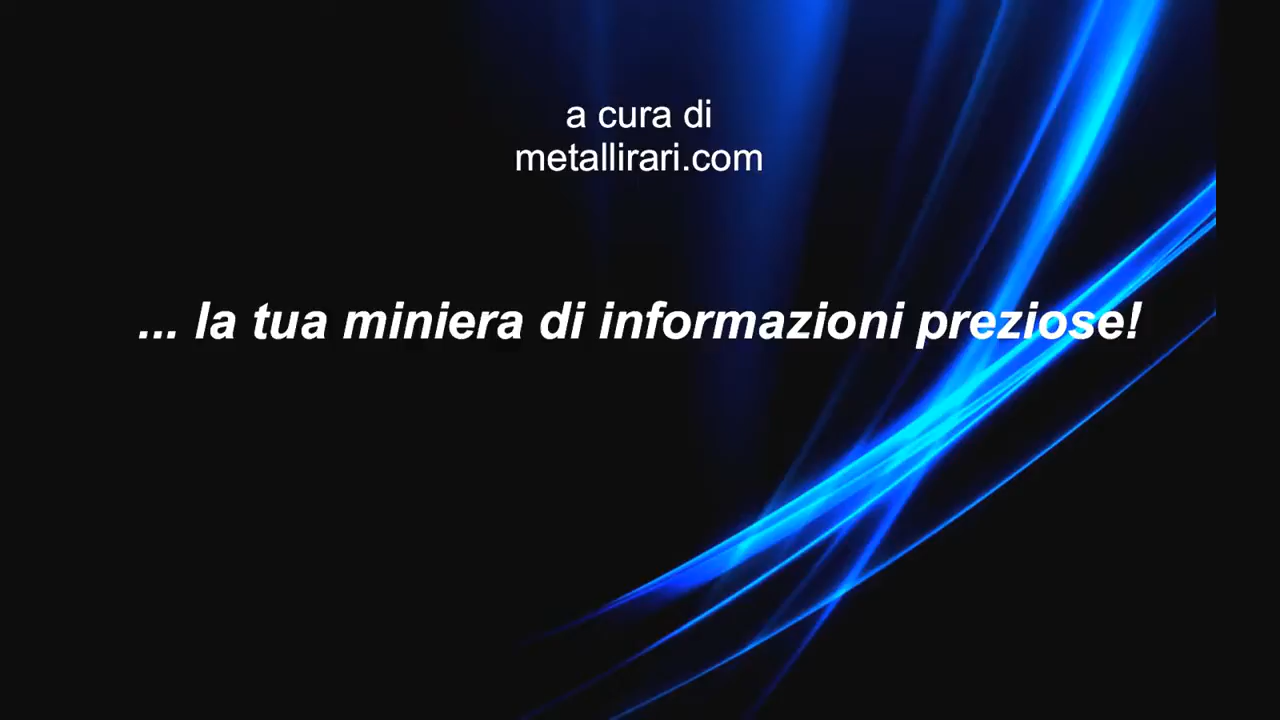 a cura di
metallirari.com
... la tua miniera di informazioni preziose!